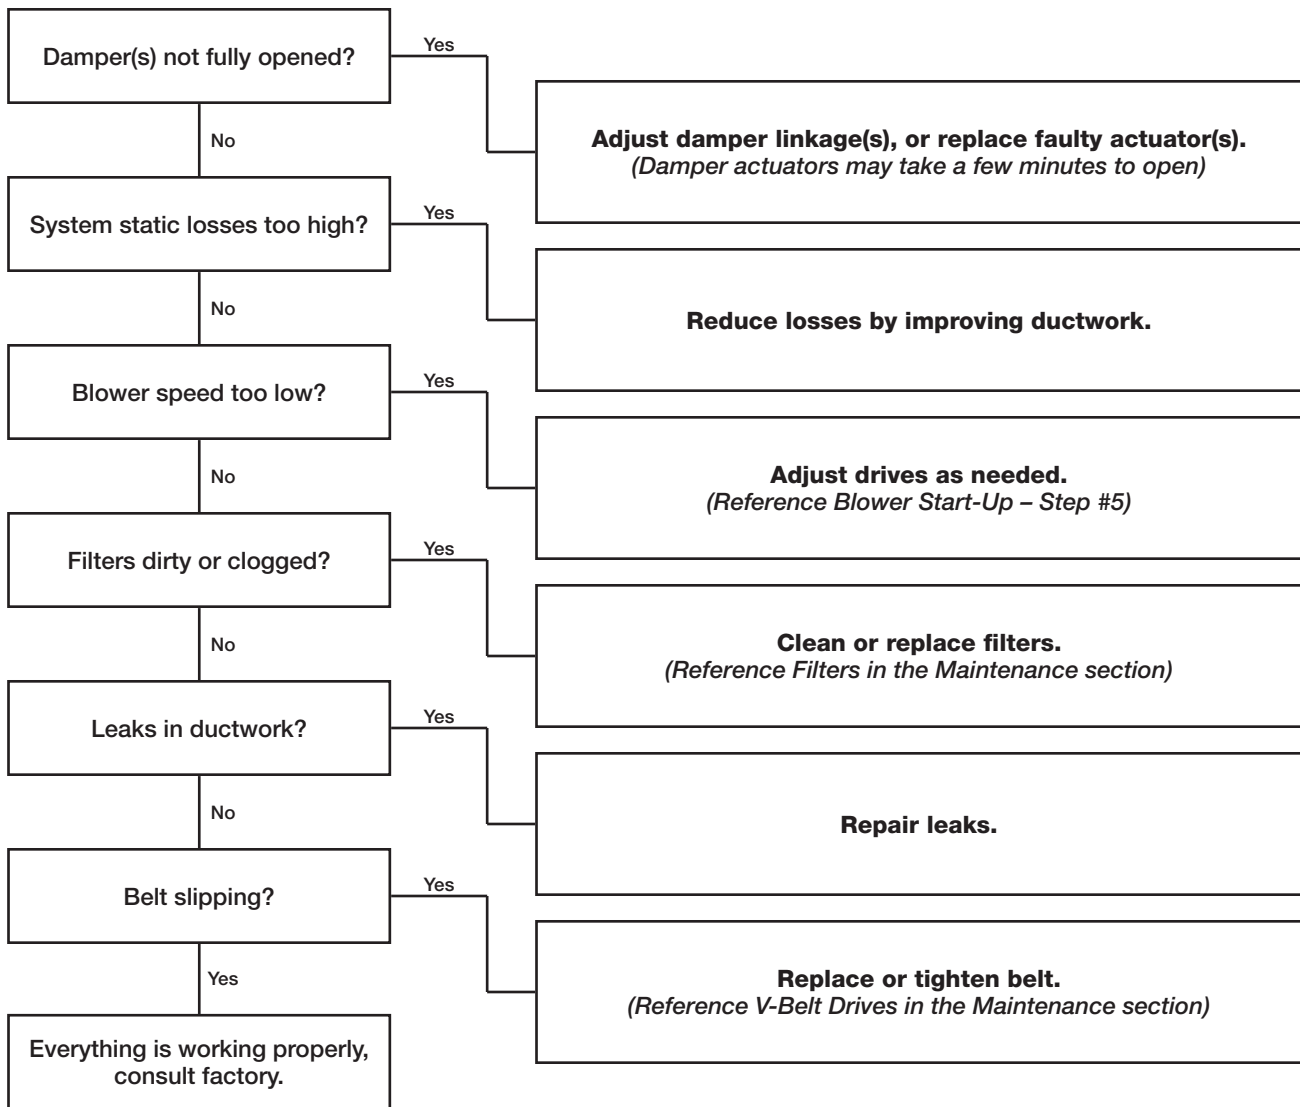 Damper(s) not fully opened?
Yes
Adjust damper linkage(s), or replace faulty actuator(s).
(Damper actuators may take a few minutes to open)
No
System static losses too high?
Yes
Reduce losses by improving ductwork.
No
Blower speed too low?
Yes
Adjust drives as needed.
(Reference Blower Start-Up – Step #5)
No
Filters dirty or clogged?
Yes
Clean or replace filters.
(Reference Filters in the Maintenance section)
No
Leaks in ductwork?
Yes
Repair leaks.
No
Belt slipping?
Yes
Replace or tighten belt.
(Reference V-Belt Drives in the Maintenance section)
Yes
Everything is working properly,
consult factory.